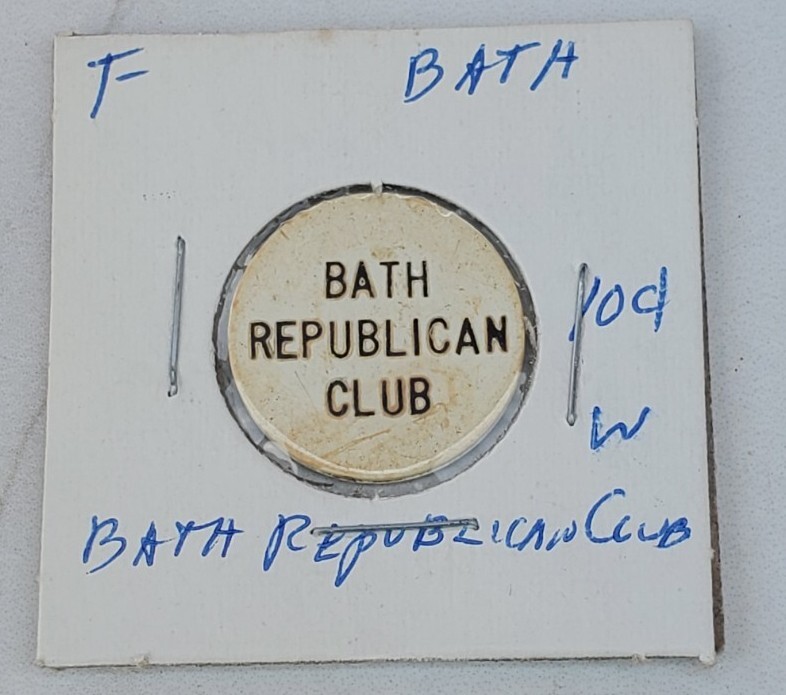 F BATH
BATH
REPUBLICAN
CLUB
10¢
W
BATH REPUBLICAN CLUB